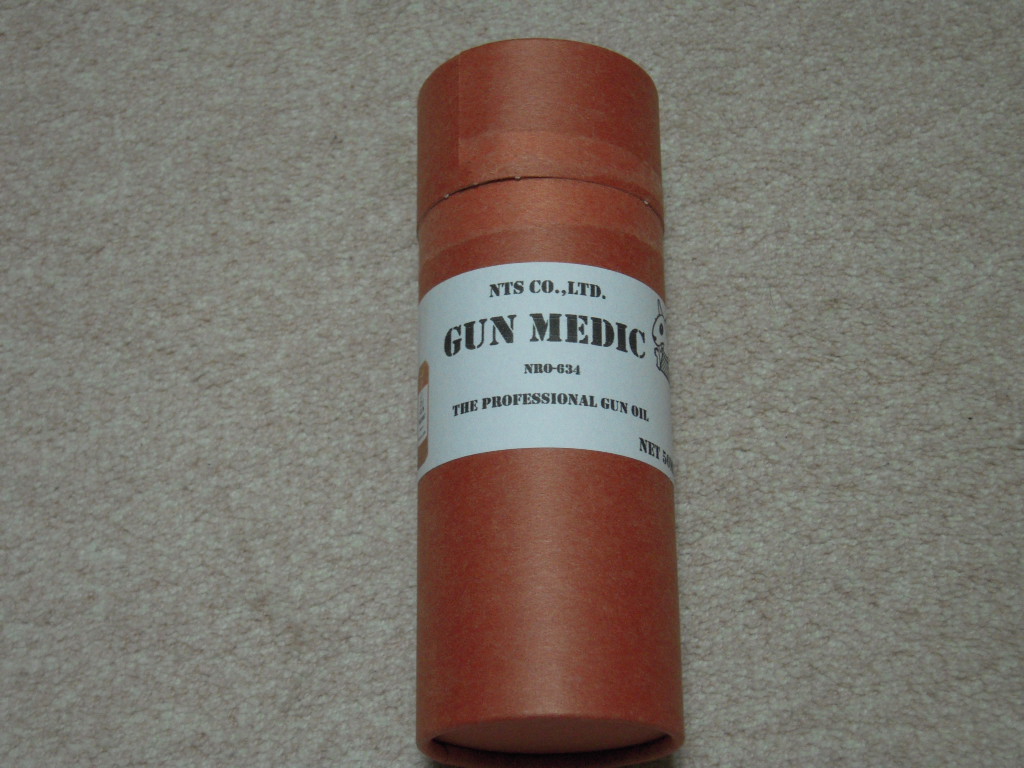 NTS CO.,LTD.
GUN MEDIC
NRO-634
THE PROFESSIONAL GUN OIL
NET